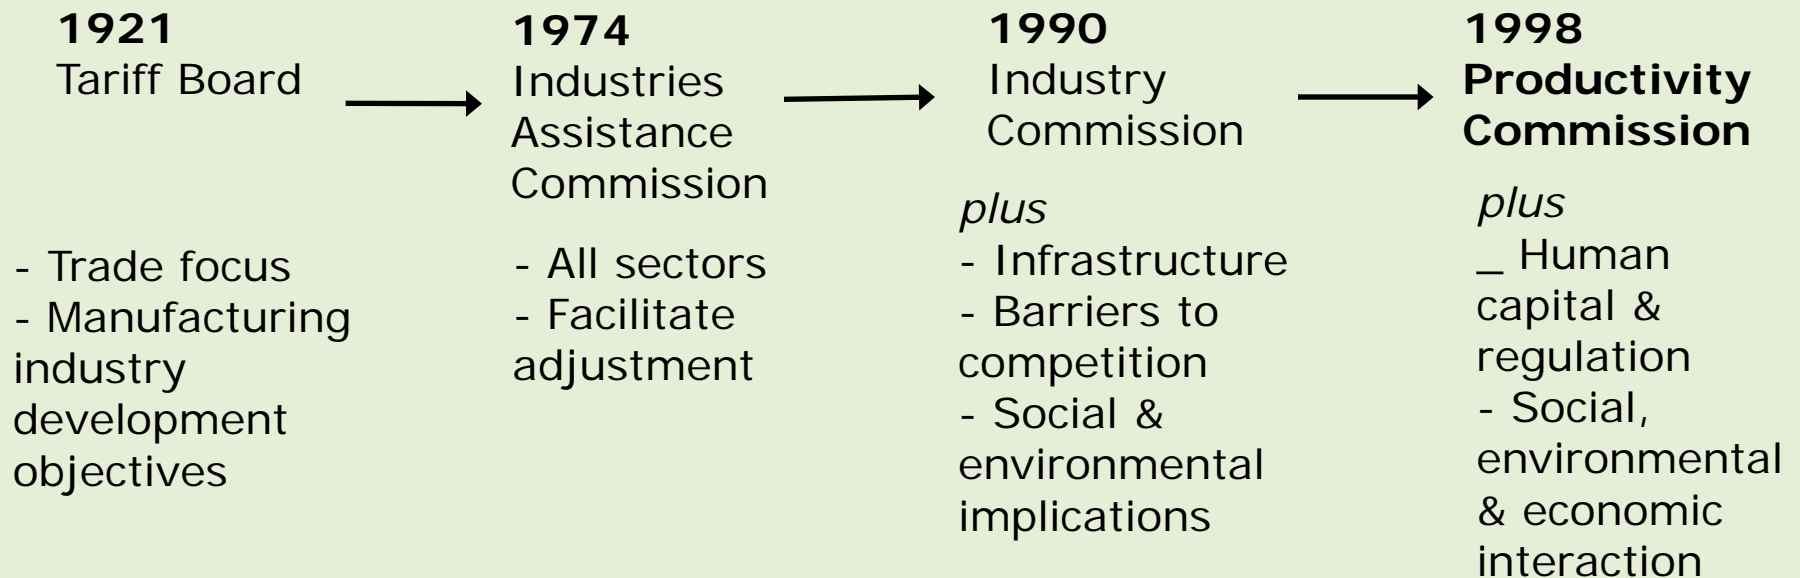 1921
Tariff Board
- Trade focus
- Manufacturing
industry
development
objectives
1974
Industries
Assistance
Commission
- All sectors
- Facilitate
adjustment
1990
Industry
Commission
plus
- Infrastructure
- Barriers to
competition
- Social &
environmental
implications
1998
Productivity
Commission
plus
_ Human
capital &
regulation
- Social,
environmental
& economic
interaction